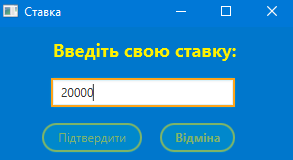 Ставка
Введіть свою ставку:
20000
Підтвердити Відміна